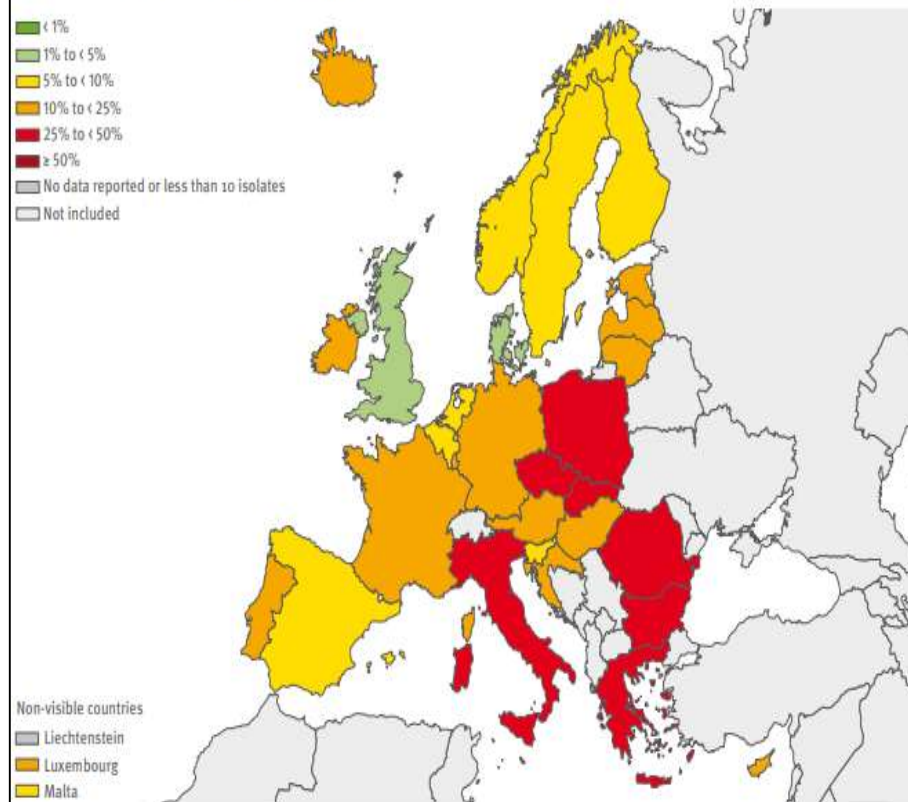 < 1%
1% to < 5%
5% to < 10%
10% to < 25%
25% to < 50%
≥ 50%
No data reported or less than 10 isolates
Not included
Non-visible countries
Liechtenstein
Luxembourg
Malta